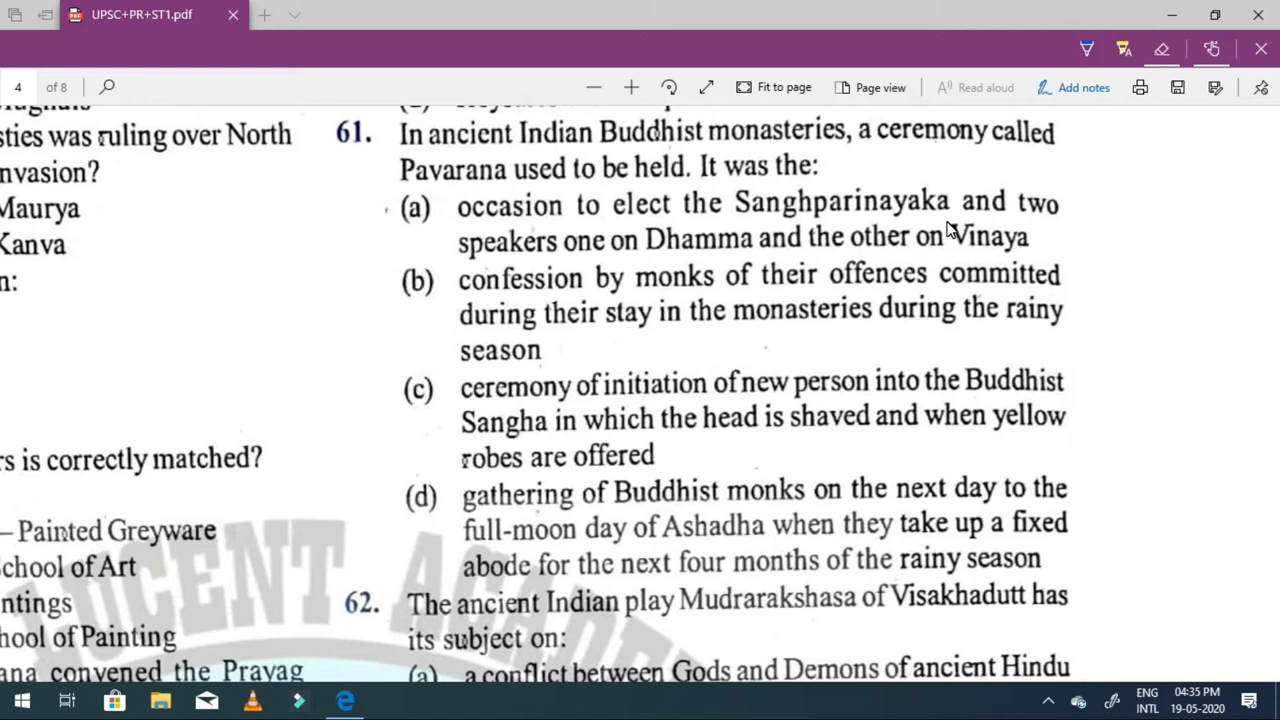 UPSC+PR+ST1.pdf
4 of 8
Fit to page
Page view
Read aloud
Add notes
sties was ruling over North
nvasion?
Maurya
Kanva
n:
rs is correctly matched?
– Painted Greyware
chool of Art
ntings
hool of Painting
ana convened the Prayag
61. In ancient Indian Buddhist monasteries, a ceremony called
Pavarana used to be held. It was the:
(a) occasion to elect the Sanghparinayaka and two
speakers one on Dhamma and the other on Vinaya
(b) confession by monks of their offences committed
during their stay in the monasteries during the rainy
season
(c) ceremony of initiation of new person into the Buddhist
Sangha in which the head is shaved and when yellow
robes are offered
(d) gathering of Buddhist monks on the next day to the
full-moon day of Ashadha when they take up a fixed
abode for the next four months of the rainy season
62. The ancient Indian play Mudrarakshasa of Visakhadutt has
its subject on:
(a) a conflict between Gods and Demons of ancient Hindu
LUCENT ACADEM
ENG
INTL
04:35 PM
19-05-2020